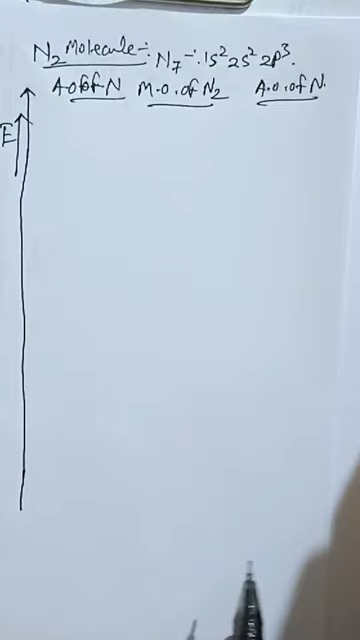 N₂ Molecule÷ N₇ ÷ 1s² 2s² 2p³.
A.O.of N M.O.of N₂ A.O.of N.
E